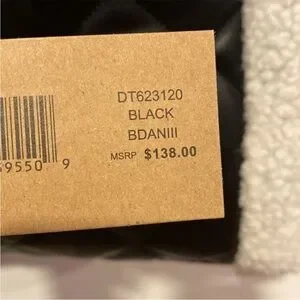 DT623120
BLACK
BDANIII
MSRP $138.00
9550 9